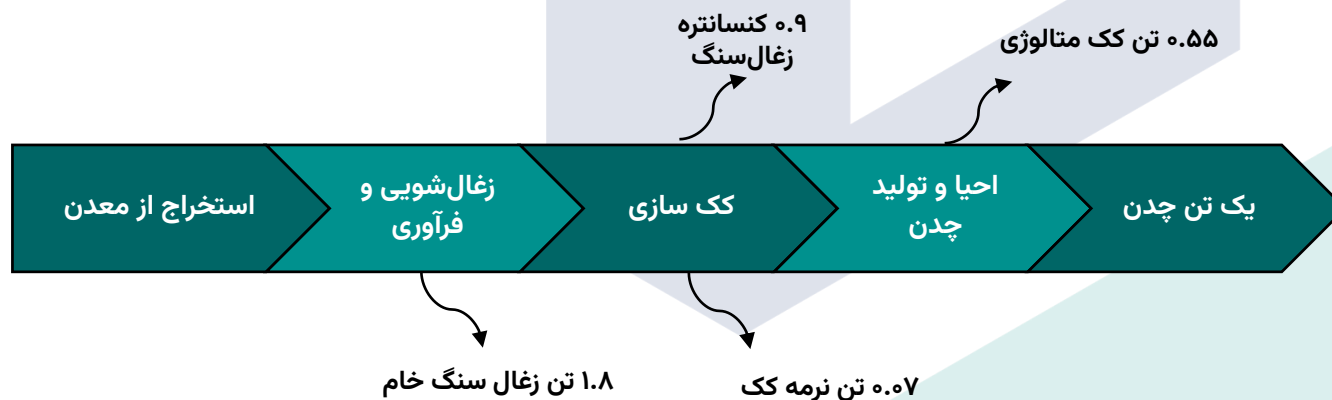 ۰.۹ کنسانتره
زغال‌سنگ
۰.۵۵ تن کک متالوژی
استخراج از معدن
زغال‌شویی و
فرآوری
کک سازی
احیا و تولید
چدن
یک تن چدن
۱.۸ تن زغال سنگ خام
۰.۰۷ تن نرمه کک